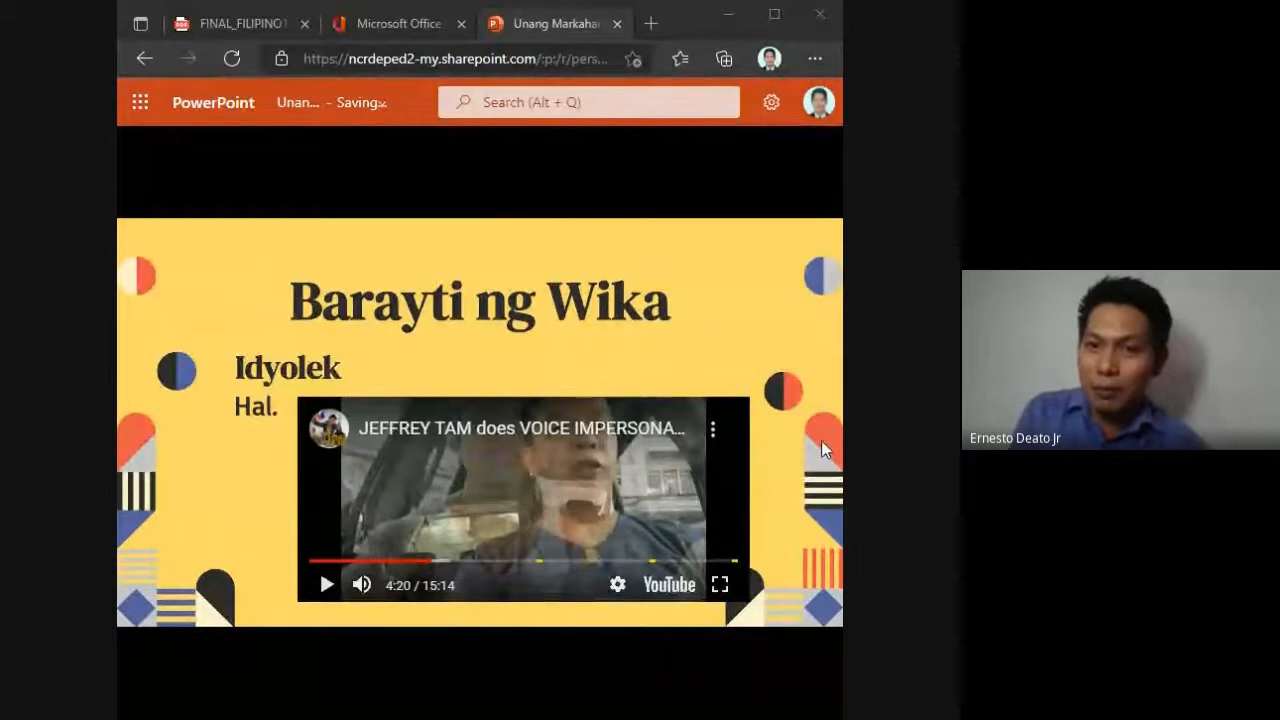 FINAL_FILIPINO1
Microsoft Office
Unang Markahan
https://ncrdeped2-my.sharepoint.com/:p:/r/pers...
PowerPoint
Unan... - Saving
Search (Alt + Q)
Barayti ng Wika
Idyolek
Hal.
JEFFREY TAM does VOICE IMPERSONA...
4:20 / 15:14
YouTube
Ernesto Deato Jr